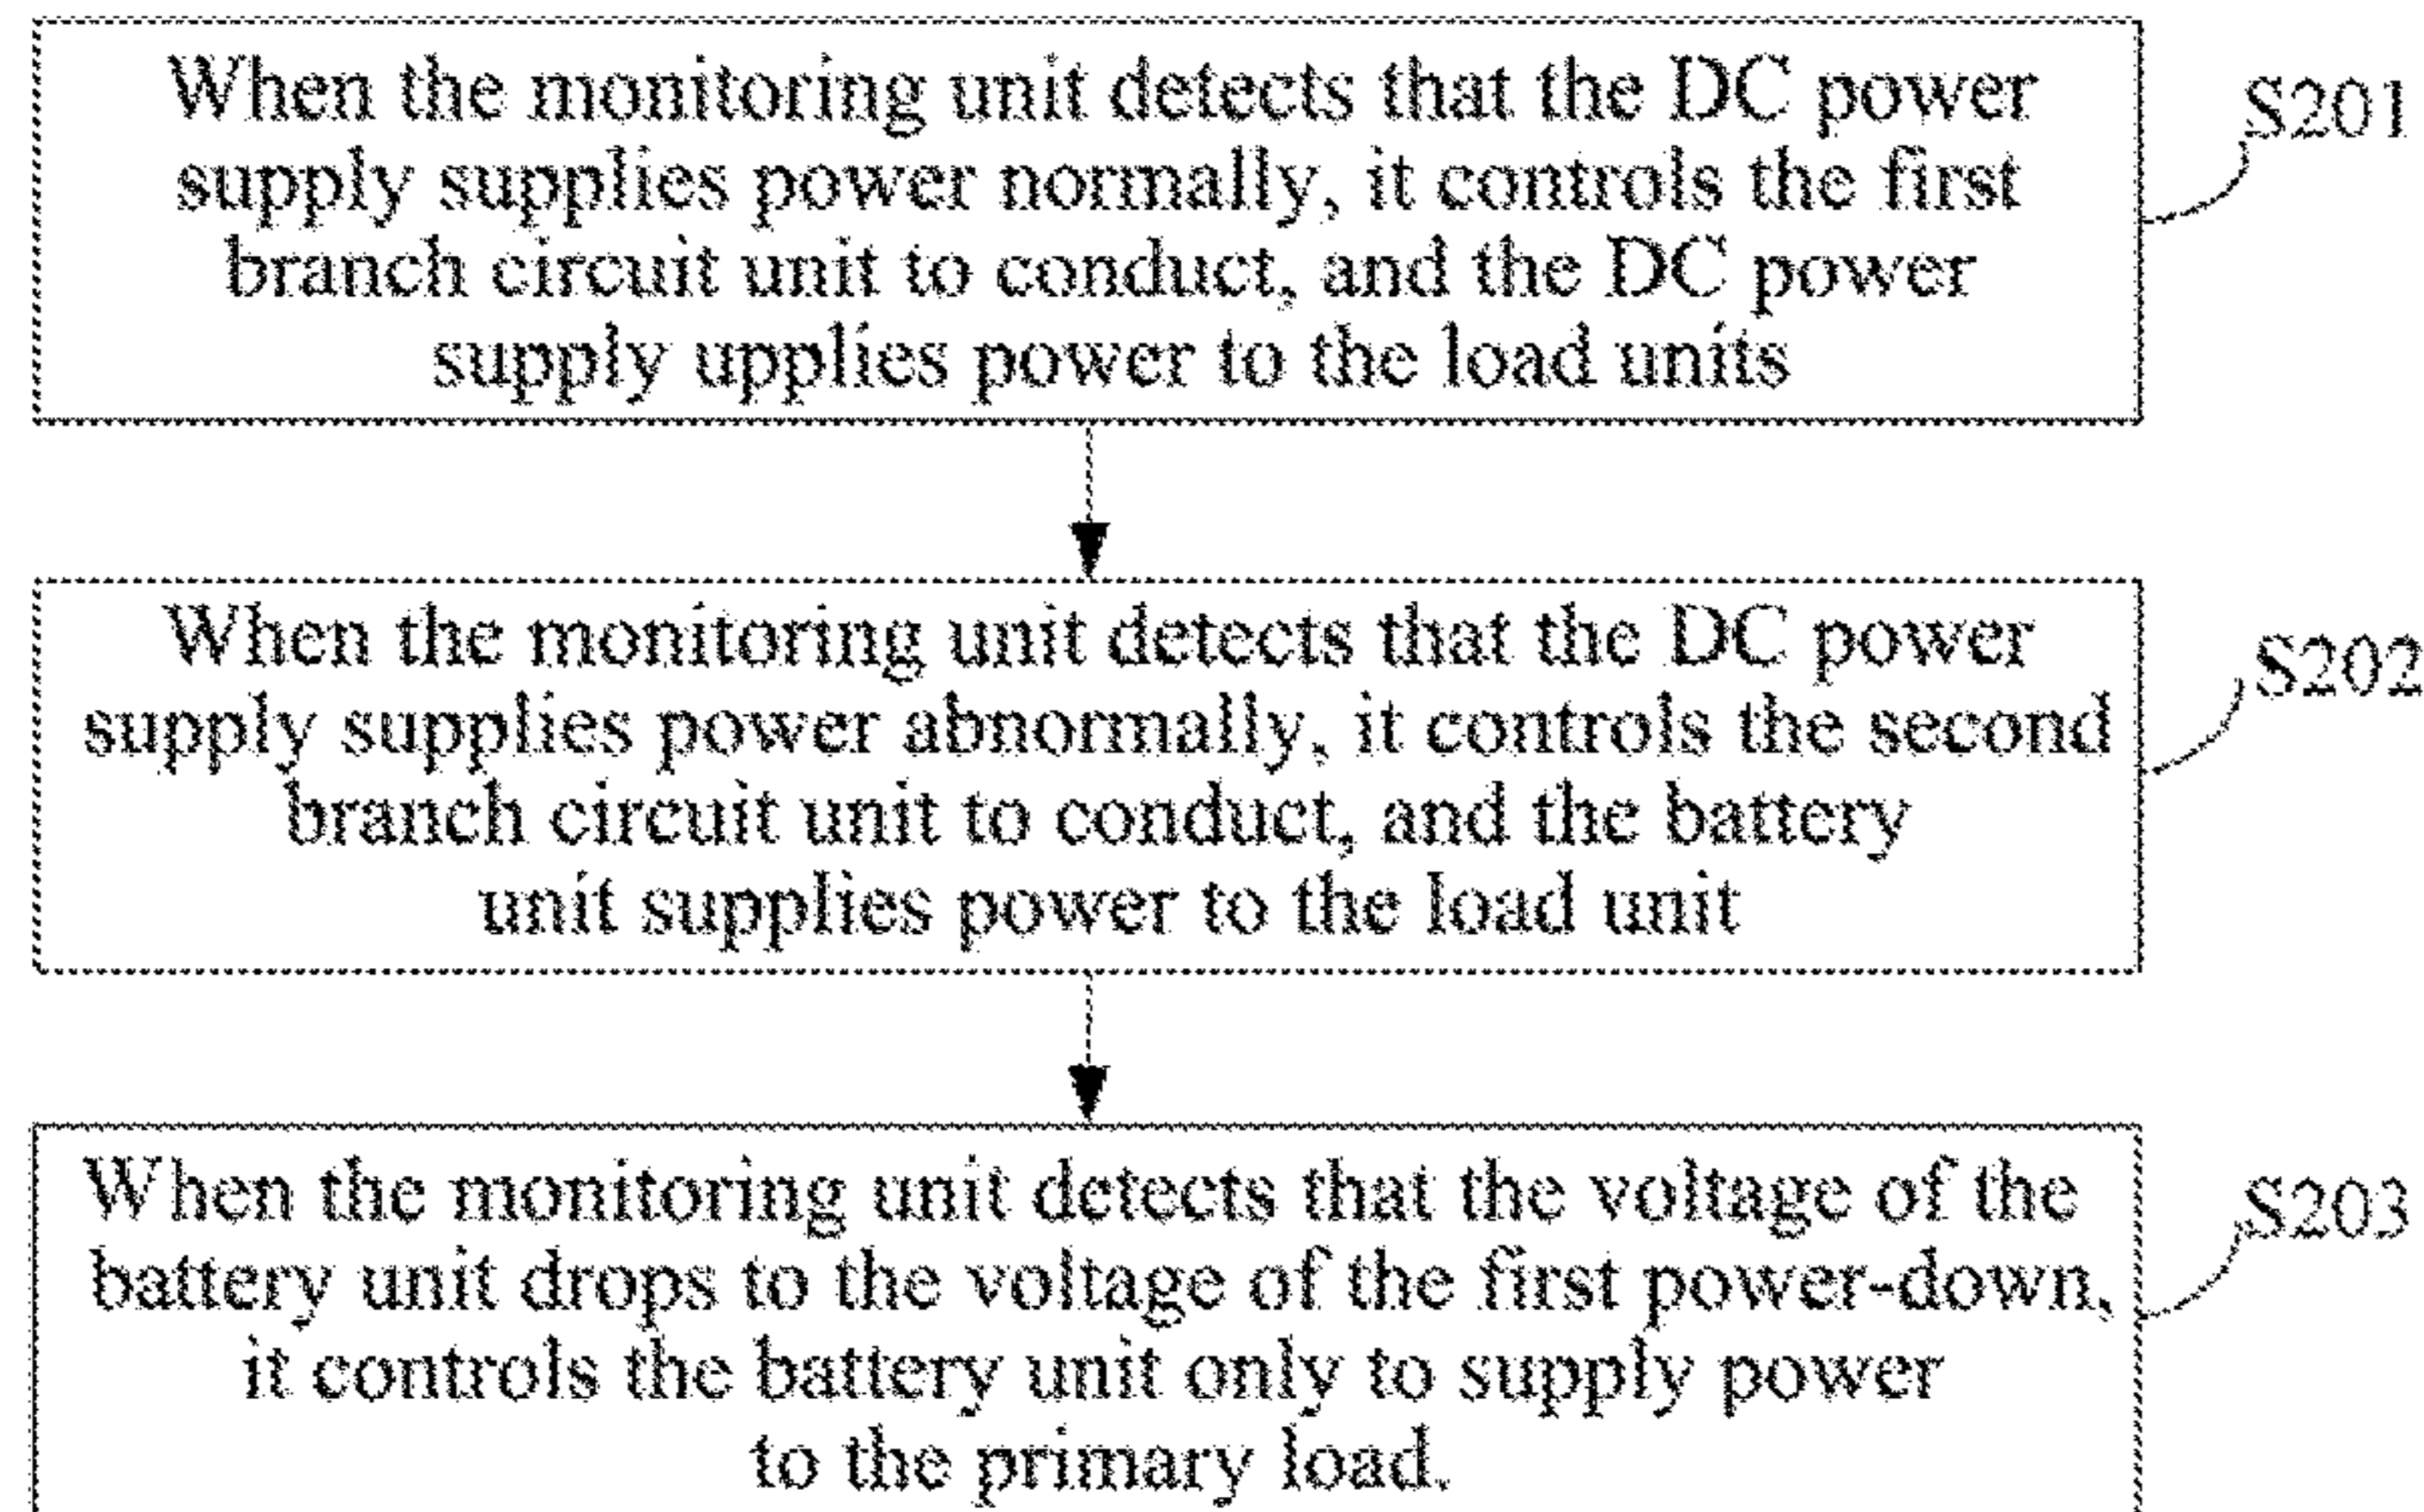 When the monitoring unit detects that the DC power
supply supplies power normally, it controls the first
branch circuit unit to conduct, and the DC power
supply upplies power to the load units
S201
When the monitoring unit detects that the DC power
supply supplies power abnormally, it controls the second
branch circuit unit to conduct, and the battery
unit supplies power to the load unit
S202
When the monitoring unit detects that the voltage of the
battery unit drops to the voltage of the first power-down,
it controls the battery unit only to supply power
to the primary load.
S203